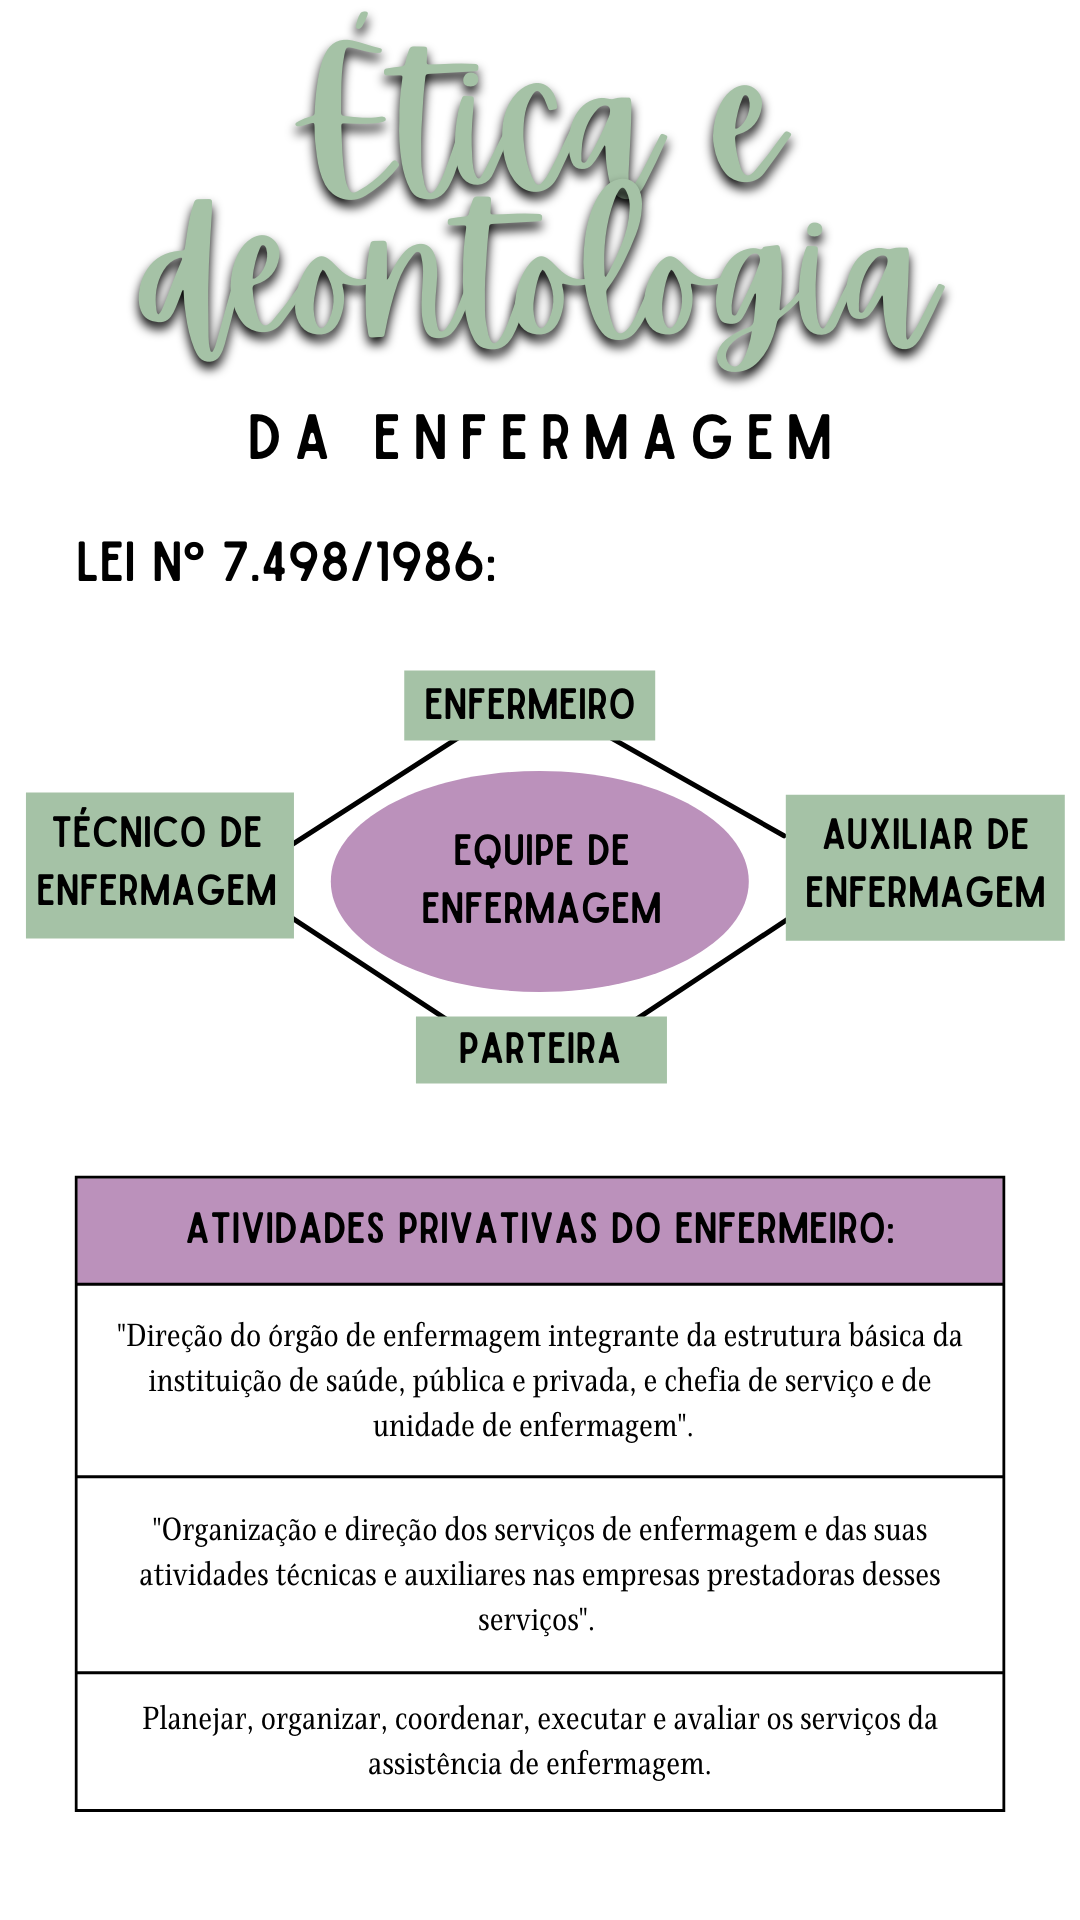 Ética e
deontologia
DA ENFERMAGEM
LEI Nº 7.498/1986:
ENFERMEIRO
TÉCNICO DE
ENFERMAGEM
EQUIPE DE
ENFERMAGEM
AUXILIAR DE
ENFERMAGEM
PARTEIRA
ATIVIDADES PRIVATIVAS DO ENFERMEIRO:
"Direção do órgão de enfermagem integrante da estrutura básica da
instituição de saúde, pública e privada, e chefia de serviço e de
unidade de enfermagem".
"Organização e direção dos serviços de enfermagem e das suas
atividades técnicas e auxiliares nas empresas prestadoras desses
serviços".
Planejar, organizar, coordenar, executar e avaliar os serviços da
assistência de enfermagem.